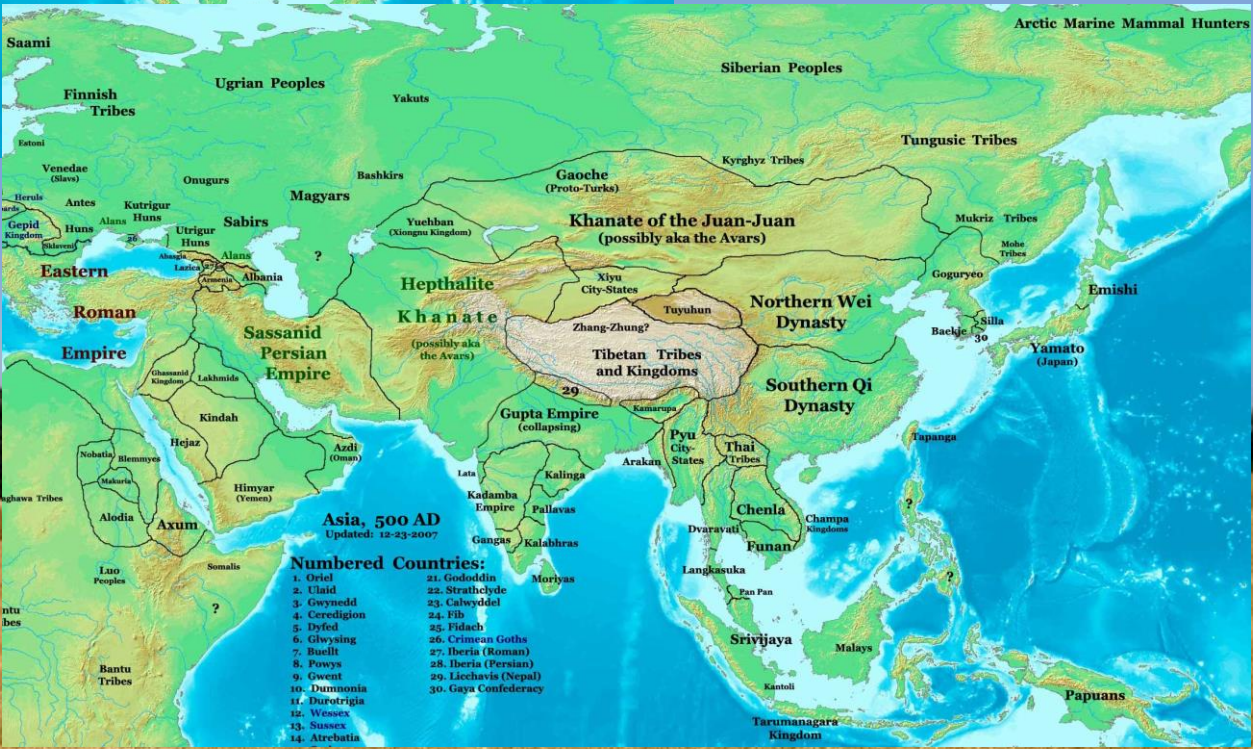 Arctic Marine Mammal Hunters
Saami
Siberian Peoples
Ugrian Peoples
Finnish
Tribes
Yakuts
Tungusic Tribes
Estoni
Kyrghyz Tribes
Venedae
(Slavs)
Onugurs
Bashkirs
Gaoche
(Proto-Turks)
Magyars
Heruls
Antes
Kutrigur
Huns
Alans
Sabirs
Yuehban
(Xiongnu Kingdom)
Khanate of the Juan-Juan
(possibly aka the Avars)
Mukriz Tribes
Gepid
Kingdom
Huns
26
Utrigur
Huns
Sklaveni
Mohe
Tribes
Abasgia
Alans
?
Lazica
27
28
Armenia
Albania
Eastern
Roman
Empire
Hepthalite
Khanate
(possibly aka
the Avars)
Xiyu
City-States
Goguryeo
Emishi
Tuyuhun
Northern Wei
Dynasty
Silla
Baekje
30
Zhang-Zhung?
Sassanid
Persian
Empire
Yamato
(Japan)
Tibetan Tribes
and Kingdoms
Ghassanid
Kingdom
Lakhmids
29
Southern Qi
Dynasty
Kindah
Gupta Empire
(collapsing)
Kamarupa
Hejaz
Azdi
(Oman)
Pyu
City-
States
Thai
Tribes
Tapanga
Nobatia
Blemmyes
Arakan
Lata
Kalinga
Makuria
Himyar
(Yemen)
Kadamba
Empire
Pallavas
Chenla
?
aghawa Tribes
Alodia
Axum
Champa
Kingdoms
Dvaravati
Gangas
Kalabhras
Funan
Asia, 500 AD
Updated: 12-23-2007
Luo
Peoples
Somalis
Langkasuka
Moriyas
?
Pan Pan
?
ntu
bes
Srivijaya
Malays
Bantu
Tribes
Kantoli
Papuans
Tarumanagara
Kingdom
Numbered Countries:
1. Oriel
2. Ulaid
3. Gwynedd
4. Ceredigion
5. Dyfed
6. Glwysing
7. Buellt
8. Powys
9. Gwent
10. Dumnonia
11. Durotrigia
12. Wessex
13. Sussex
14. Atrebatia
21. Gododdin
22. Strathclyde
23. Calwyddel
24. Fib
25. Fidach
26. Crimean Goths
27. Iberia (Roman)
28. Iberia (Persian)
29. Licchavis (Nepal)
30. Gaya Confederacy